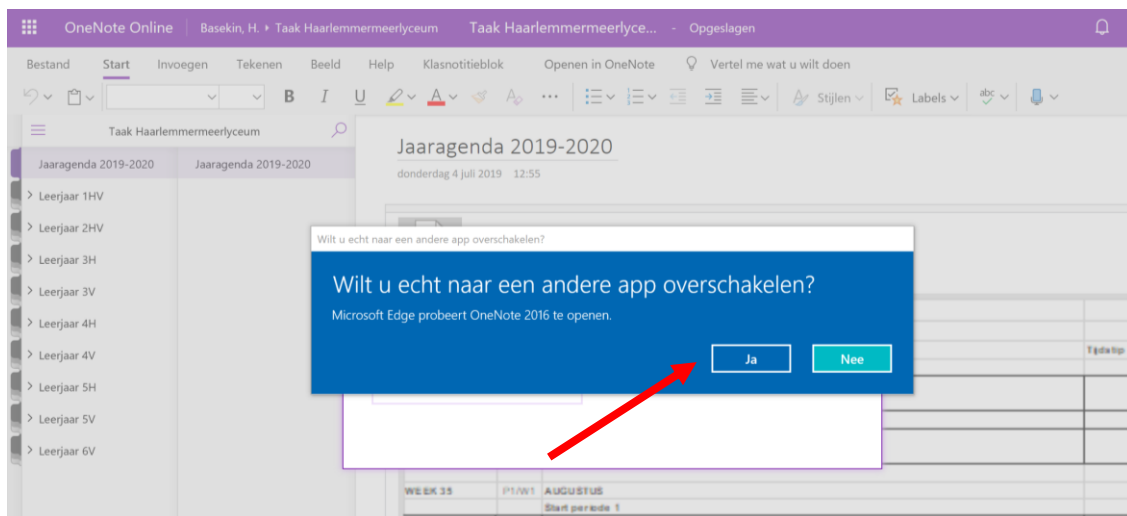 OneNote Online Basekin, H. ▸ Taak Haarlemmermeerlyceum Taak Haarlemmermeerlyce... - Opgeslagen
Bestand Start Invoegen Tekenen Beeld Help Klasnotitieblok Openen in OneNote Vertel me wat u wilt doen
B I U A A ... Stijlen Labels abc
Taak Haarlemmermeerlyceum
Jaaragenda 2019-2020 Jaaragenda 2019-2020
Leerjaar 1HV
Leerjaar 2HV
Leerjaar 3H
Leerjaar 3V
Leerjaar 4H
Leerjaar 4V
Leerjaar 5H
Leerjaar 5V
Leerjaar 6V
Jaaragenda 2019-2020
donderdag 4 juli 2019 12:55
Wilt u echt naar een andere app overschakelen?
Wilt u echt naar een andere app overschakelen?
Microsoft Edge probeert OneNote 2016 te openen.
Ja Nee
Tijdstip
WEEK 35 P1/W1 AUGUSTUS
Start periode 1